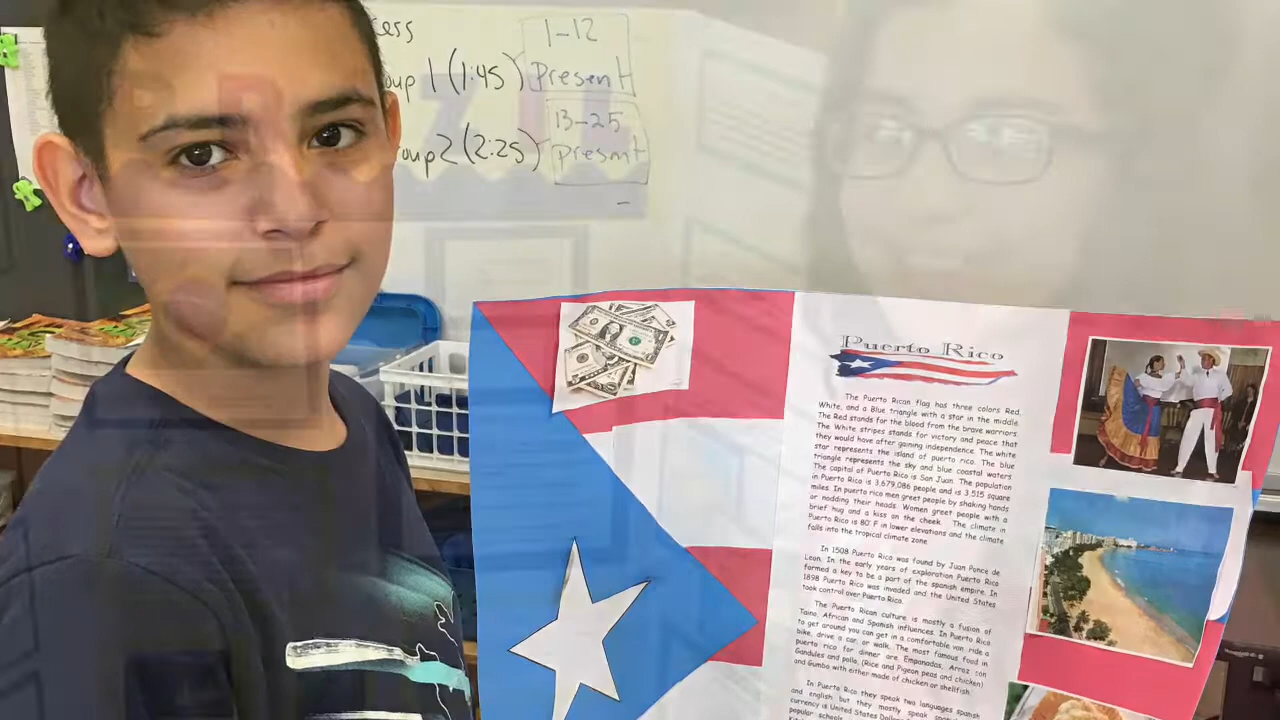 cess
oup 1 (1:45)
1-12
Present
roup 2 (2:25)
13-25
Present
Puerto Rico
The Puerto Rican flag has three colors Red,
White, and a Blue triangle with a star in the middle.
The Red stands for the blood from the brave warriors.
The White stripes stands for victory and peace that
they would have after gaining independence. The white
star represents the island of puerto rico. The blue
triangle represents the sky and blue coastal waters
The capital of Puerto Rico is San Juan. The population
in Puerto Rico is 3,679,086 people and is 3,515 square
miles. In puerto rico men greet people by shaking hands
or nodding their heads. Women greet people with a
brief hug and a kiss on the cheek. The climate in
Puerto Rico is 80° F in lower elevations and the climate
falls into the tropical climate zone.
In 1508 Puerto Rico was found by Juan Ponce de
Leon. In the early years of exploration Puerto Rico
formed a key to be a part of the spanish empire. In
1898 Puerto Rico was invaded and the United States
took control over Puerto Rico.
The Puerto Rican culture is mostly a fusion of
Taino, African and Spanish influences. In Puerto Rico
to get around you can get in a comfortable van ride a
bike, drive a car, or walk. The most famous food in
puerto rico for dinner are Empanadas, Arroz con
Gandules and pollo, (Rice and Pigeon peas and chicken)
and Gumbo with either made of chicken or shellfish.
In Puerto Rico they speak two languages spanish
and english but they mostly speak
currency is United States Dollars
popular schools